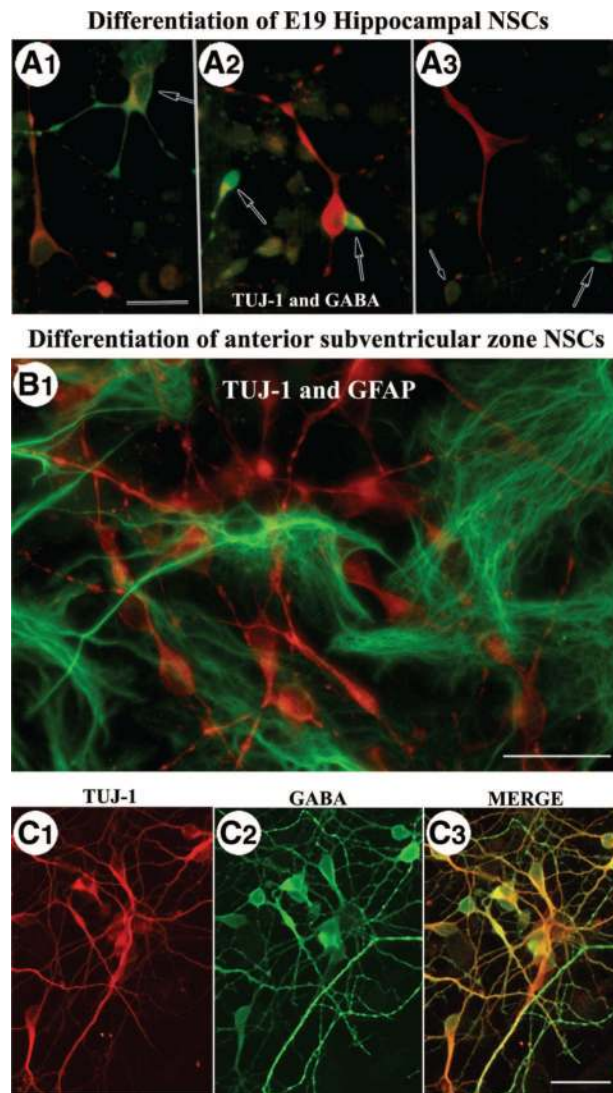 Differentiation of E19 Hippocampal NSCs
A1
A2
A3
TUJ-1 and GABA
Differentiation of anterior subventricular zone NSCs
B1
TUJ-1 and GFAP
TUJ-1
GABA
MERGE
C1
C2
C3